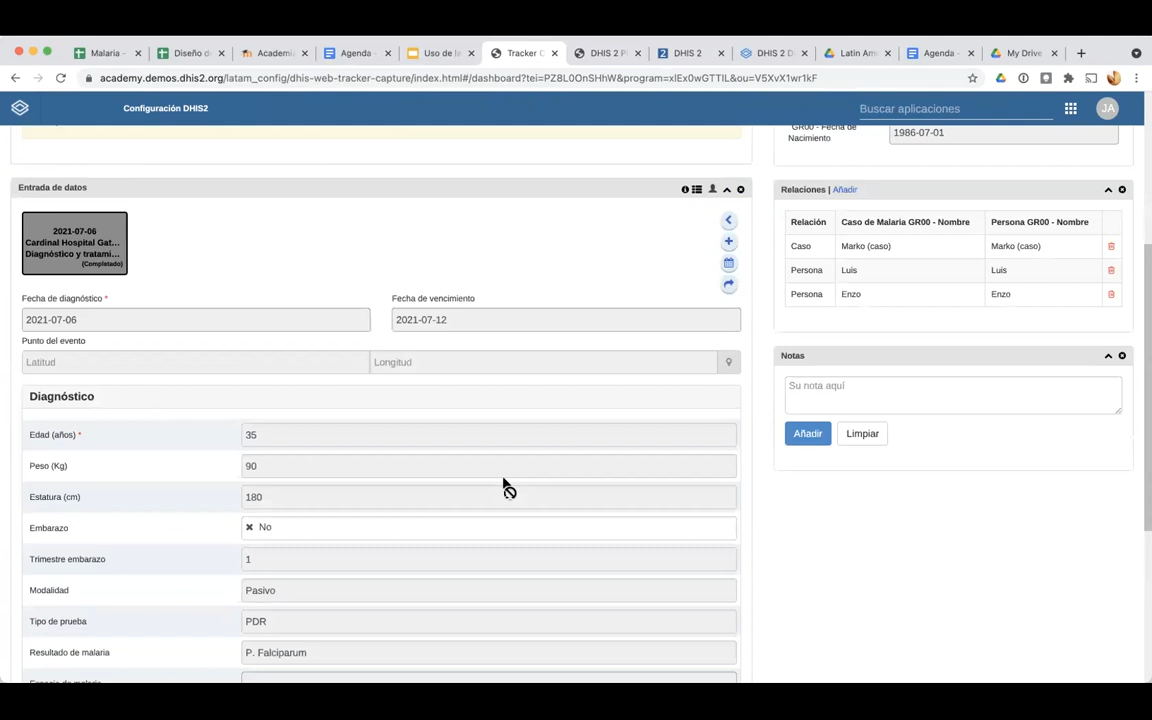 Malaria -
Diseño d
Academi
Agenda -
Uso de la
Tracker C
DHIS 2 P
DHIS 2
DHIS 2 D
Latin Am
Agenda -
My Drive
academy.demos.dhis2.org/latam_config/dhis-web-tracker-capture/index.html#/dashboard?tei=PZ8L0OnSHhW&program=xIEx0wGTTIL&ou=V5XvX1wr1kF
Configuración DHIS2
Buscar aplicaciones
JA
GR00 - Fecha de
Nacimiento
1986-07-01
Entrada de datos
2021-07-06
Cardinal Hospital Gat...
Diagnóstico y tratami...
(Completado)
Fecha de diagnóstico *
Fecha de vencimiento
2021-07-06
2021-07-12
Punto del evento
Latitud
Longitud
Diagnóstico
Edad (años) *
35
Peso (Kg)
90
Estatura (cm)
180
Embarazo
No
Trimestre embarazo
1
Modalidad
Pasivo
Tipo de prueba
PDR
Resultado de malaria
P. Falciparum
Relaciones | Añadir
Relación
Caso de Malaria GR00 - Nombre
Persona GR00 - Nombre
Caso
Marko (caso)
Marko (caso)
Persona
Luis
Luis
Persona
Enzo
Enzo
Notas
Su nota aquí
Añadir
Limpiar